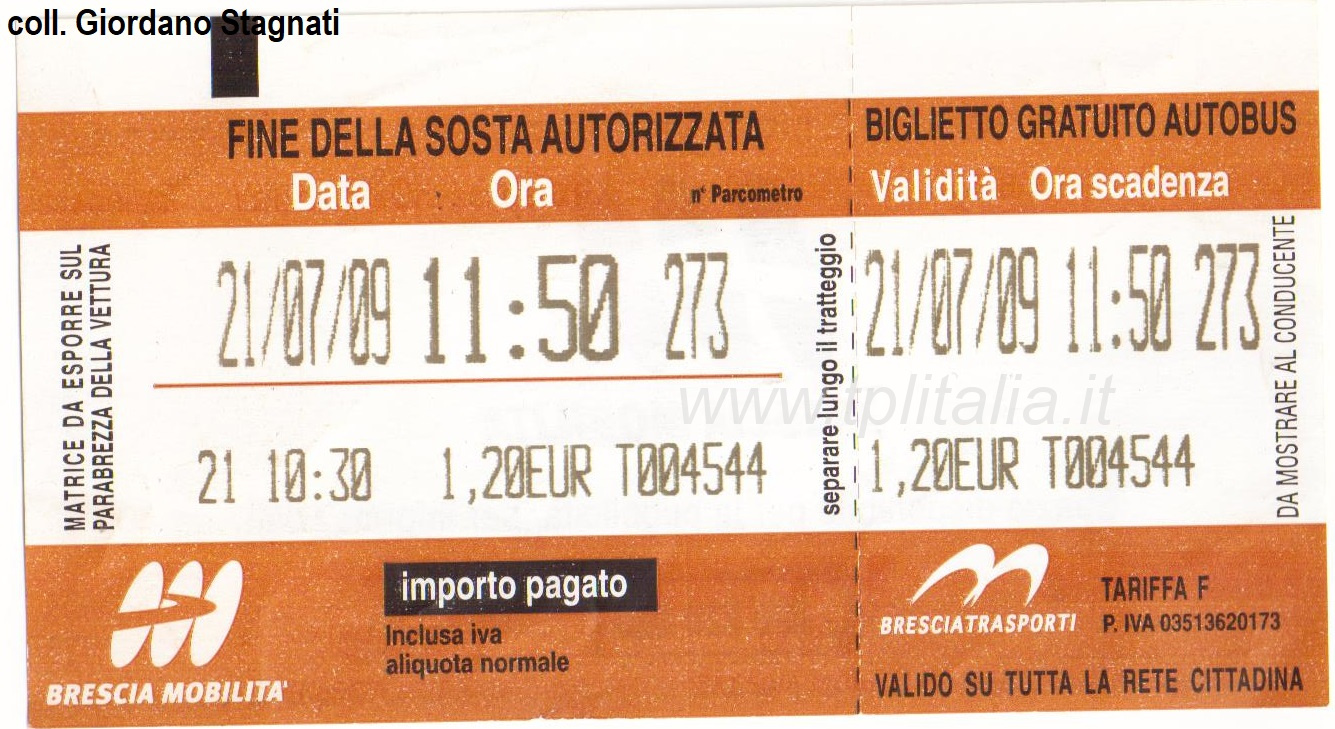 coll. Giordano Stagnati
FINE DELLA SOSTA AUTORIZZATA
Data Ora n° Parcometro
MATRICE DA ESPORRE SUL
PARABREZZA DELLA VETTURA
21/07/09 11:50 273
21 10:30 1,20EUR T004544
BRESCIA MOBILITA'
importo pagato
Inclusa iva
aliquota normale
separare lungo il tratteggio
BIGLIETTO GRATUITO AUTOBUS
Validità Ora scadenza
21/07/09 11:50 273
1,20EUR T004544
DA MOSTRARE AL CONDUCENTE
www.tplitalia.it
BRESCIATRASPORTI
TARIFFA F
P. IVA 03513620173
VALIDO SU TUTTA LA RETE CITTADINA